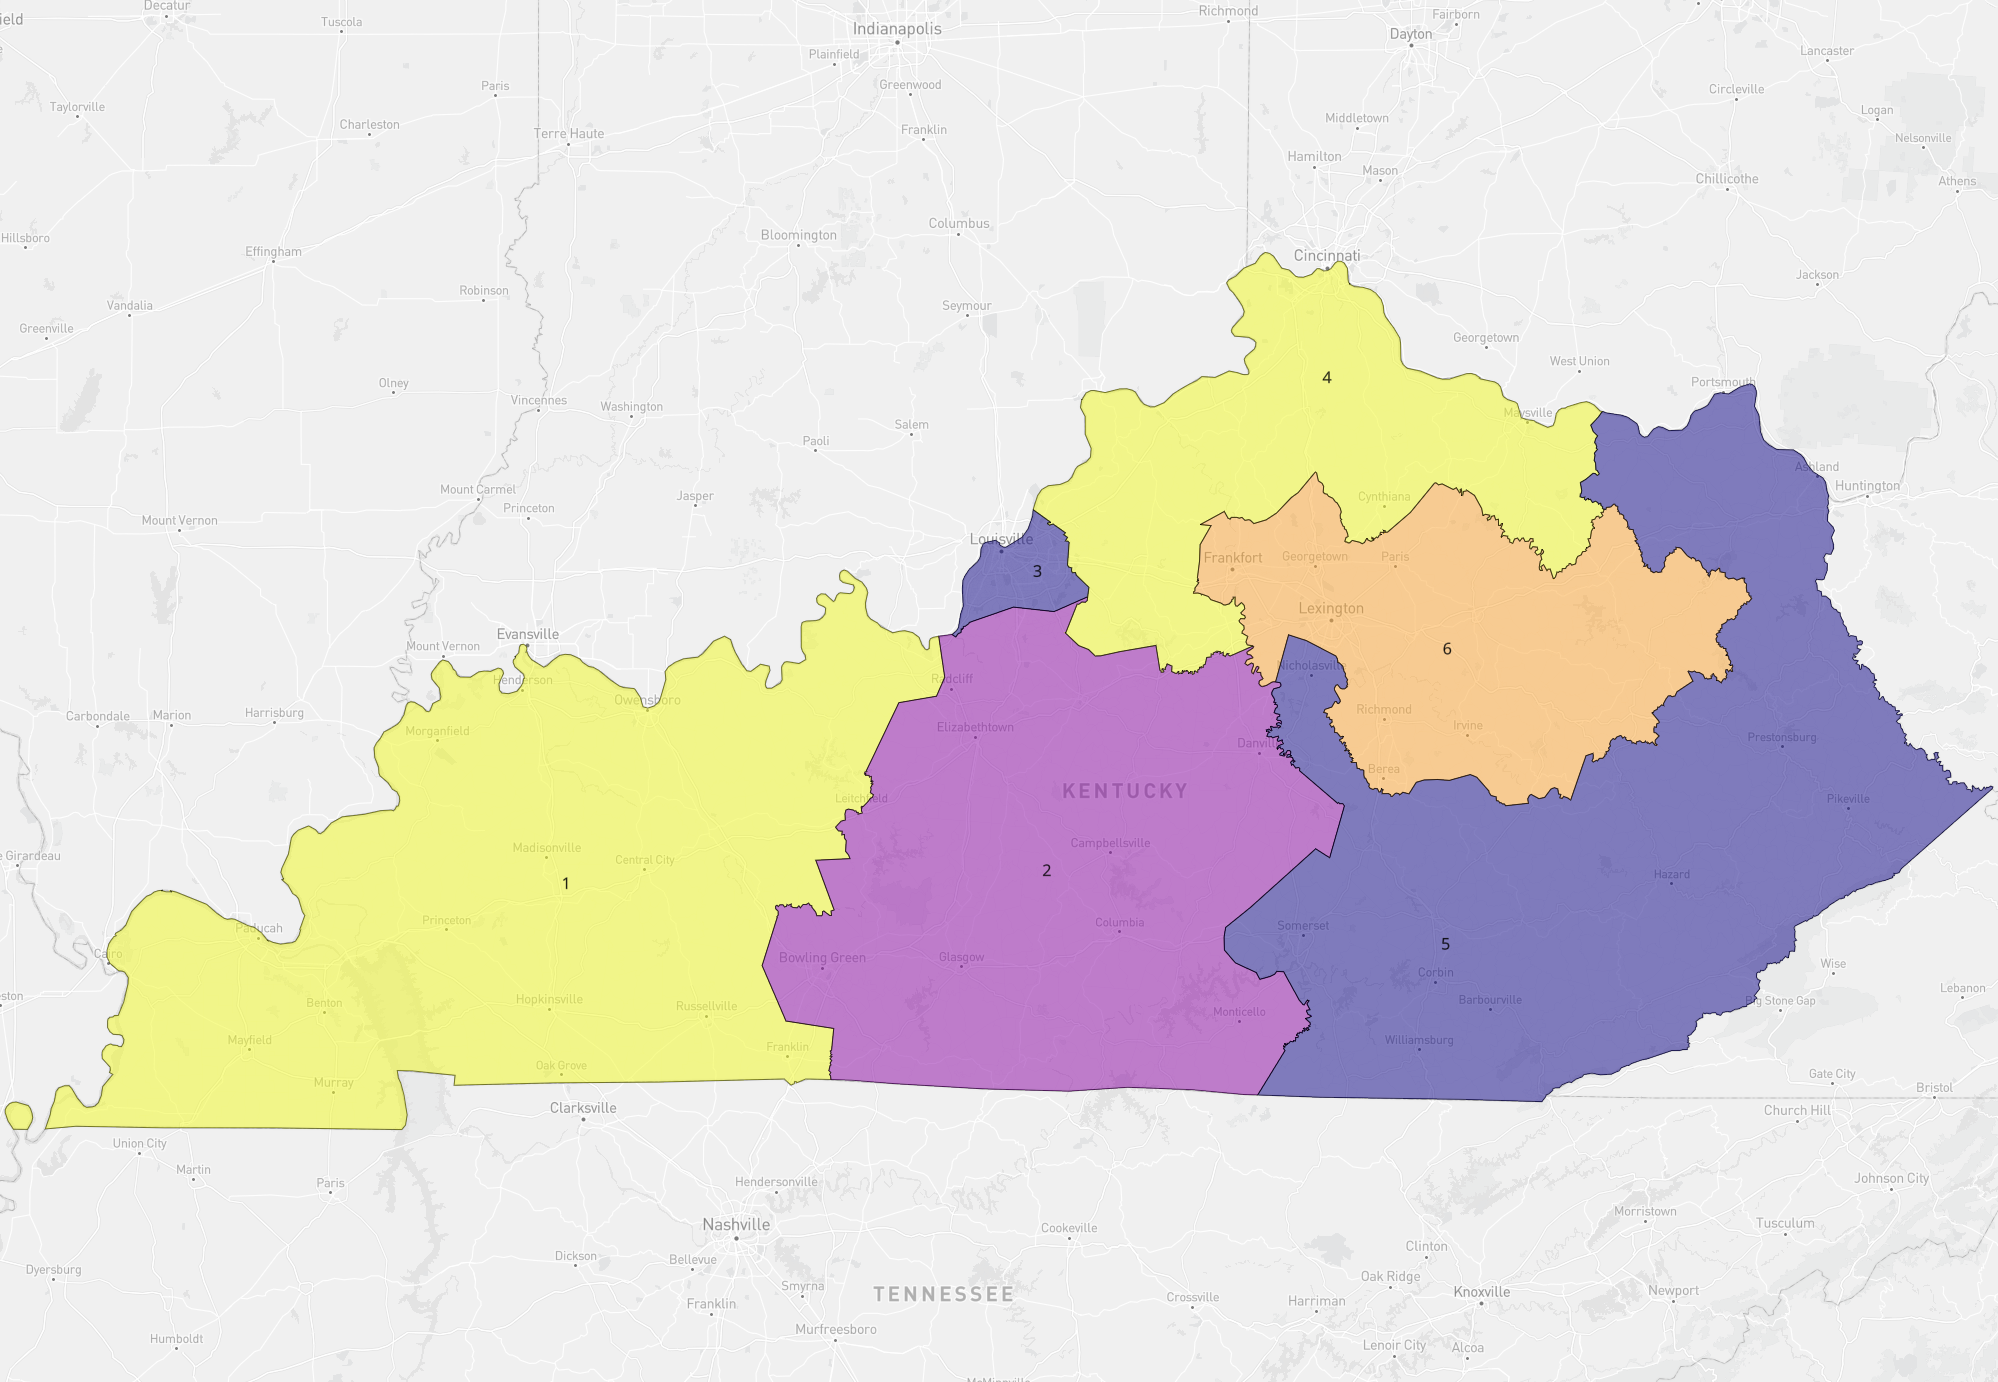 Decatur
Tuscola
Indianapolis
Richmond
Fairborn
Dayton
Lancaster
Plainfield
Greenwood
Paris
Taylorville
Charleston
Terre Haute
Franklin
Circleville
Logan
Middletown
Nelsonville
Hamilton
Mason
Chillicothe
Athens
Hillsboro
Effingham
Bloomington
Columbus
Cincinnati
Jackson
Vandalia
Robinson
Seymour
Greenville
Georgetown
West Union
Olney
Vincennes
Washington
4
Portsmouth
Maysville
Salem
Paoli
Ashland
Huntington
Mount Carmel
Jasper
Princeton
Cynthiana
Mount Vernon
Louisville
3
Frankfort
Georgetown
Paris
Lexington
Evansville
Mount Vernon
6
Nicholasville
Henderson
Owensboro
Radcliff
Carbondale
Marion
Harrisburg
Morganfield
Elizabethtown
Richmond
Irvine
Danville
Prestonsburg
Berea
KENTUCKY
Leitchfield
Pikeville
Girardeau
Madisonville
Central City
Campbellsville
1
2
Hazard
Paducah
Princeton
Columbia
Somerset
5
Cairo
Bowling Green
Glasgow
Corbin
Wise
Benton
Hopkinsville
Russellville
Monticello
Barbourville
Big Stone Gap
Lebanon
Mayfield
Franklin
Williamsburg
Murray
Oak Grove
Gate City
Bristol
Clarksville
Church Hill
Union City
Martin
Paris
Hendersonville
Johnson City
Nashville
Cookeville
Morristown
Tusculum
Dyersburg
Dickson
Bellevue
Clinton
Smyrna
TENNESSEE
Oak Ridge
Knoxville
Newport
Franklin
Crossville
Harriman
Humboldt
Murfreesboro
Lenoir City
Alcoa